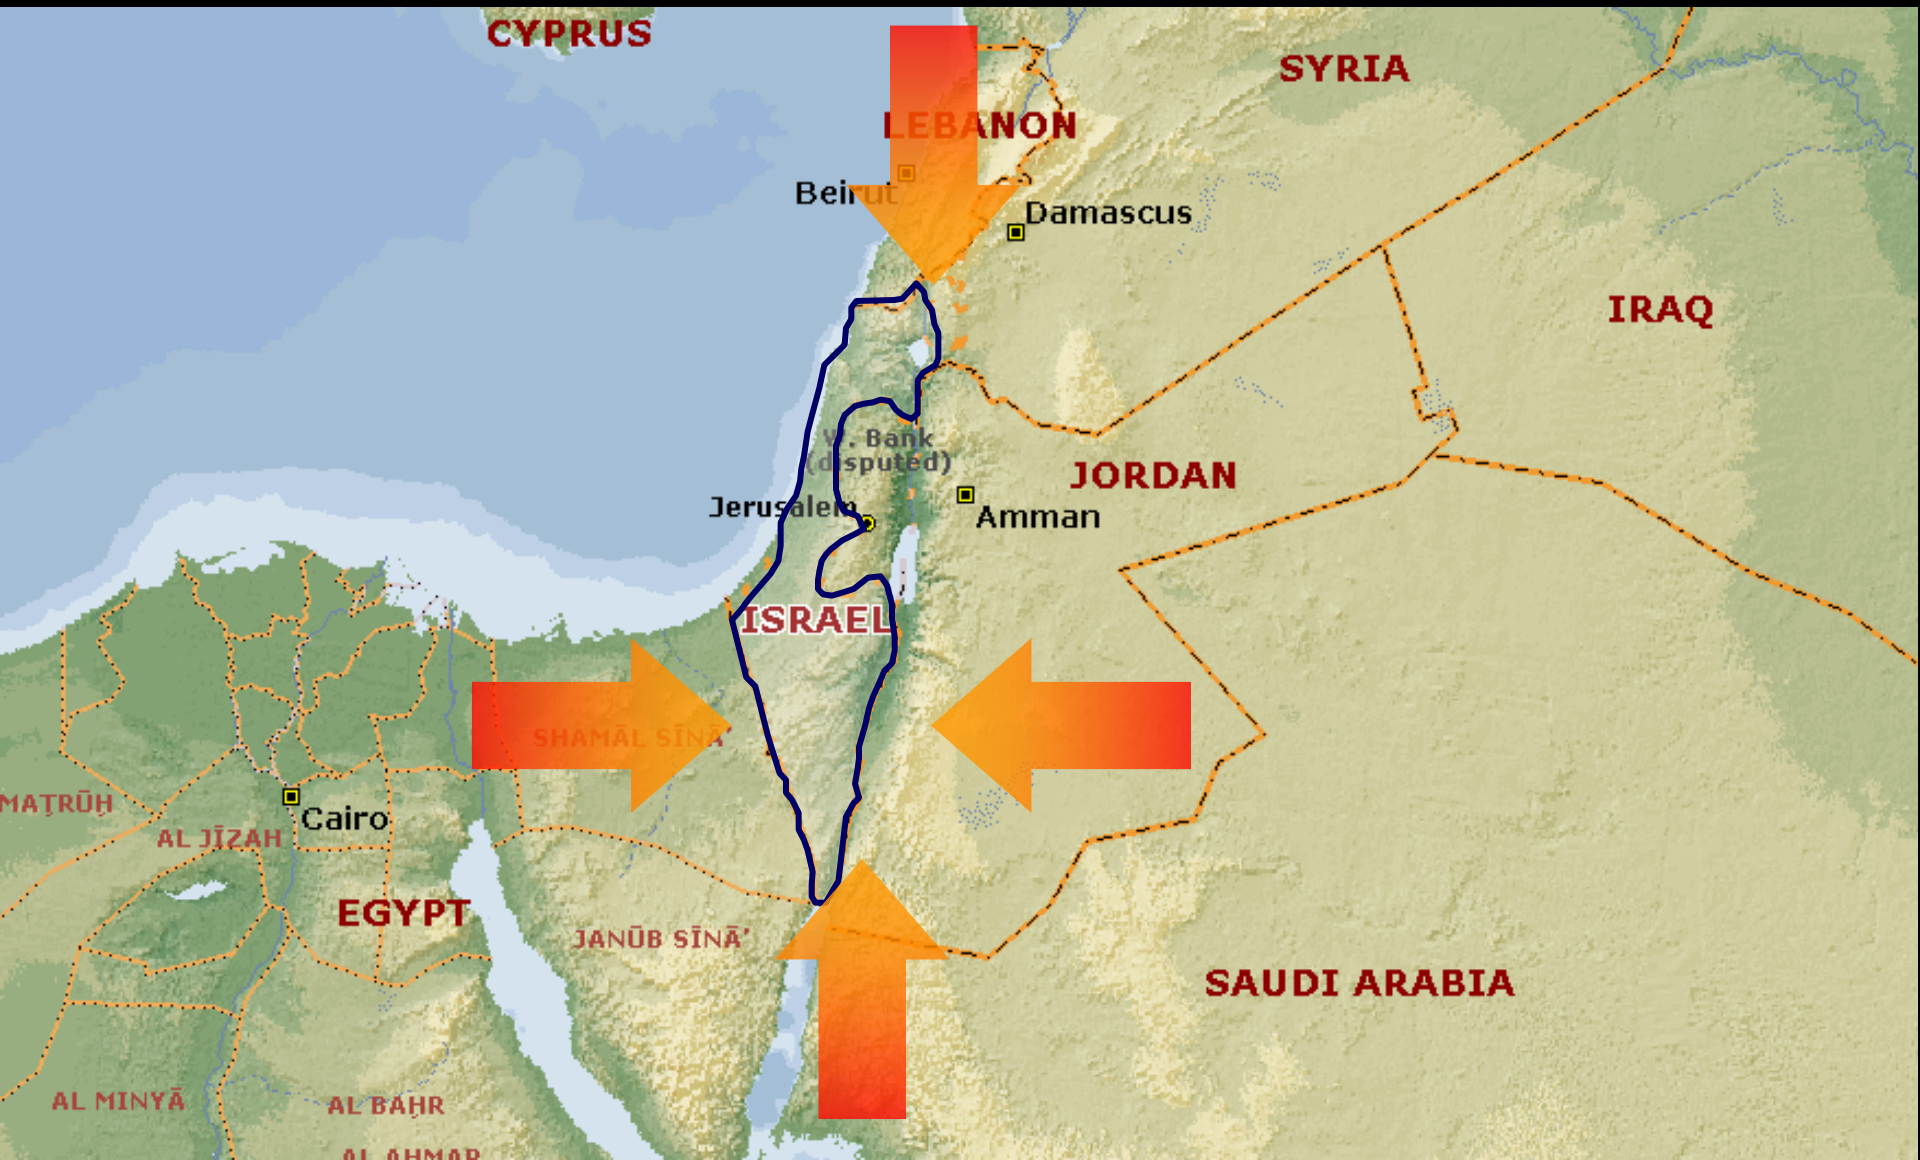 CYPRUS
SYRIA
LEBANON
Beirut
Damascus
IRAQ
W. Bank
(disputed)
JORDAN
Jerusalem
Amman
ISRAEL
SHAMĀL SĪNĀ’
MAṬRŪḤ
Cairo
AL JĪZAH
EGYPT
JANŪB SĪNĀ’
SAUDI ARABIA
AL MINYĀ
AL BAḤR
AL AḤMAR